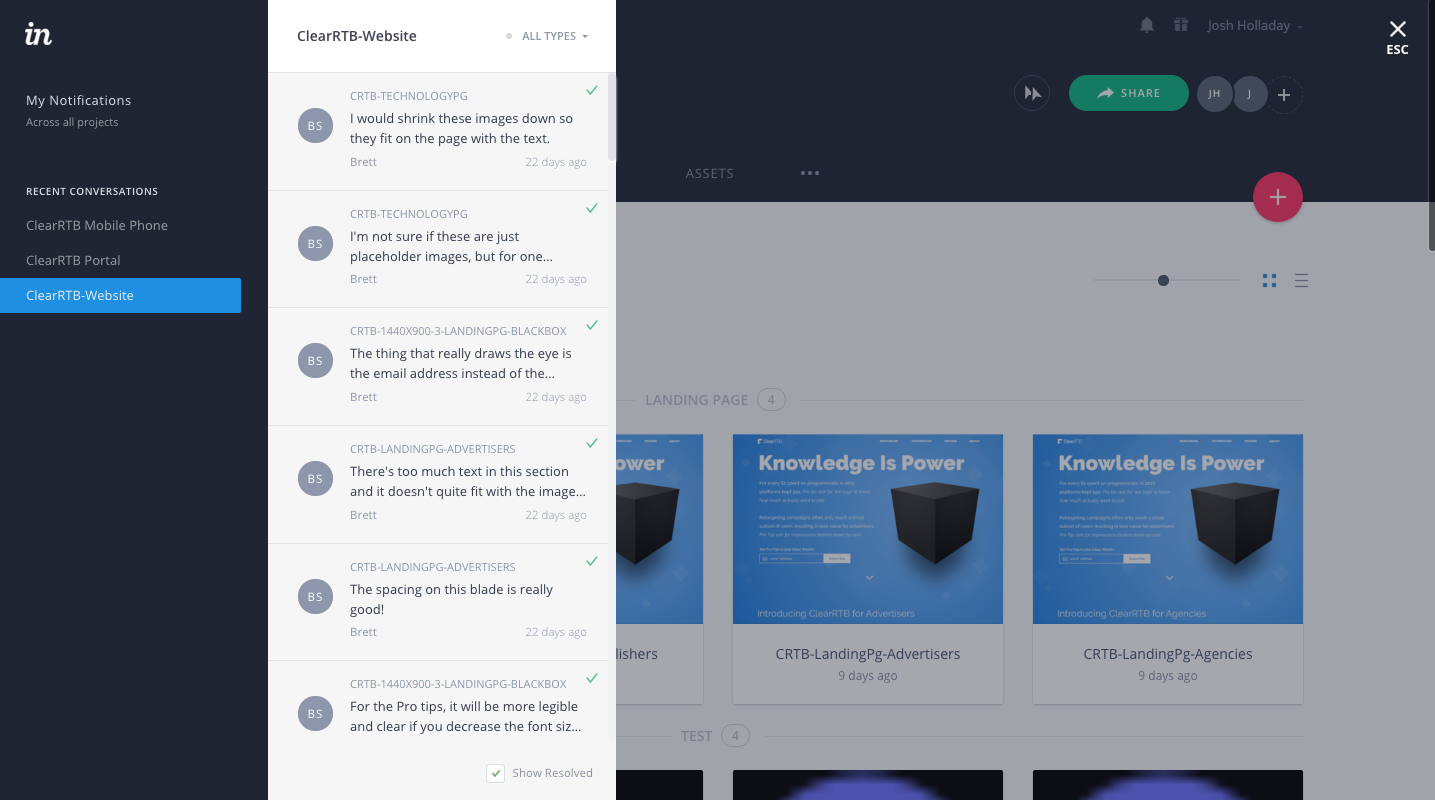 in
My Notifications
Across all projects
RECENT CONVERSATIONS
ClearRTB Mobile Phone
ClearRTB Portal
ClearRTB-Website
ClearRTB-Website
ALL TYPES
CRTB-TECHNOLOGYPG
BS
I would shrink these images down so
they fit on the page with the text.
Brett
22 days ago
CRTB-TECHNOLOGYPG
BS
I'm not sure if these are just
placeholder images, but for one...
Brett
22 days ago
CRTB-1440X900-3-LANDINGPG-BLACKBOX
BS
The thing that really draws the eye is
the email address instead of the...
Brett
22 days ago
CRTB-LANDINGPG-ADVERTISERS
BS
There's too much text in this section
and it doesn't quite fit with the image...
Brett
22 days ago
CRTB-LANDINGPG-ADVERTISERS
BS
The spacing on this blade is really
good!
Brett
22 days ago
CRTB-1440X900-3-LANDINGPG-BLACKBOX
BS
For the Pro tips, it will be more legible
and clear if you decrease the font siz...
Show Resolved
Josh Holladay
ESC
SHARE
JH
J
ASSETS
LANDING PAGE
4
ower
lishers
ClearRTB
Knowledge Is Power
Introducing ClearRTB for Advertisers
CRTB-LandingPg-Advertisers
9 days ago
ClearRTB
Knowledge Is Power
Introducing ClearRTB for Agencies
CRTB-LandingPg-Agencies
9 days ago
TEST
4